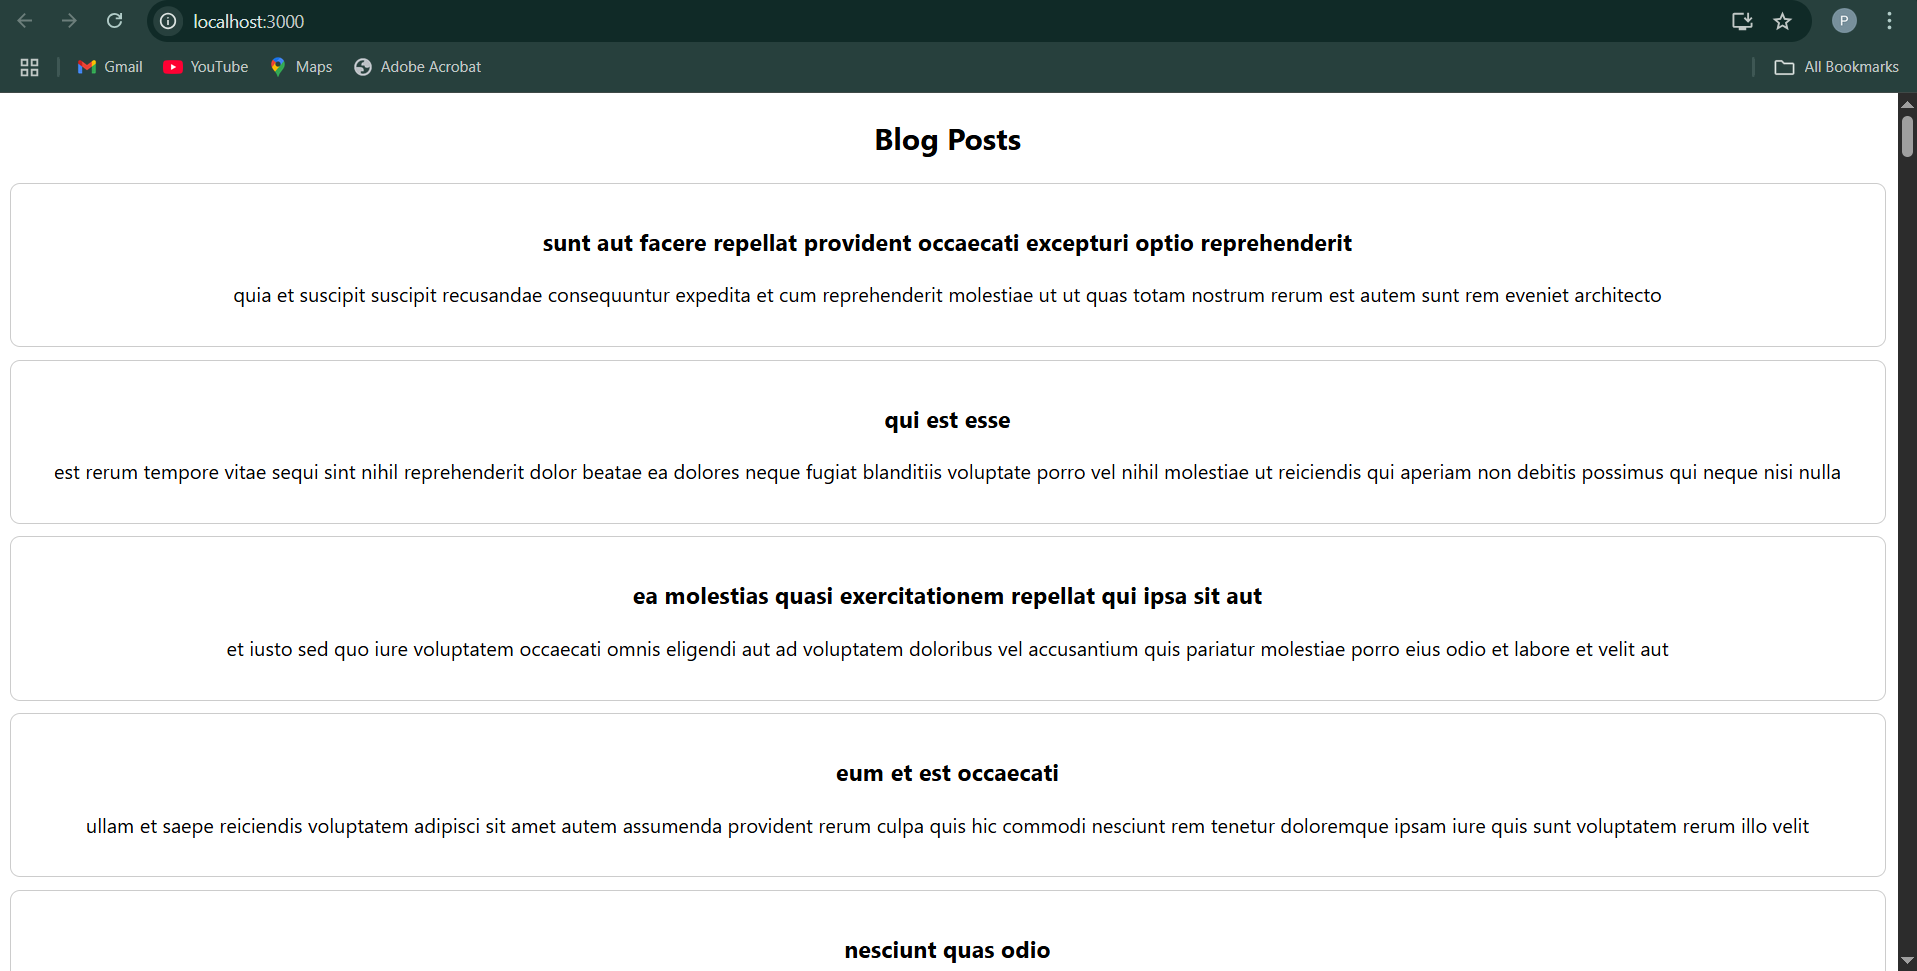 localhost:3000
P
Gmail
YouTube
Maps
Adobe Acrobat
All Bookmarks
Blog Posts
sunt aut facere repellat provident occaecati excepturi optio reprehenderit
quia et suscipit suscipit recusandae consequuntur expedita et cum reprehenderit molestiae ut ut quas totam nostrum rerum est autem sunt rem eveniet architecto
qui est esse
est rerum tempore vitae sequi sint nihil reprehenderit dolor beatae ea dolores neque fugiat blanditiis voluptate porro vel nihil molestiae ut reiciendis qui aperiam non debitis possimus qui neque nisi nulla
ea molestias quasi exercitationem repellat qui ipsa sit aut
et iusto sed quo iure voluptatem occaecati omnis eligendi aut ad voluptatem doloribus vel accusantium quis pariatur molestiae porro eius odio et labore et velit aut
eum et est occaecati
ullam et saepe reiciendis voluptatem adipisci sit amet autem assumenda provident rerum culpa quis hic commodi nesciunt rem tenetur doloremque ipsam iure quis sunt voluptatem rerum illo velit
nesciunt quas odio